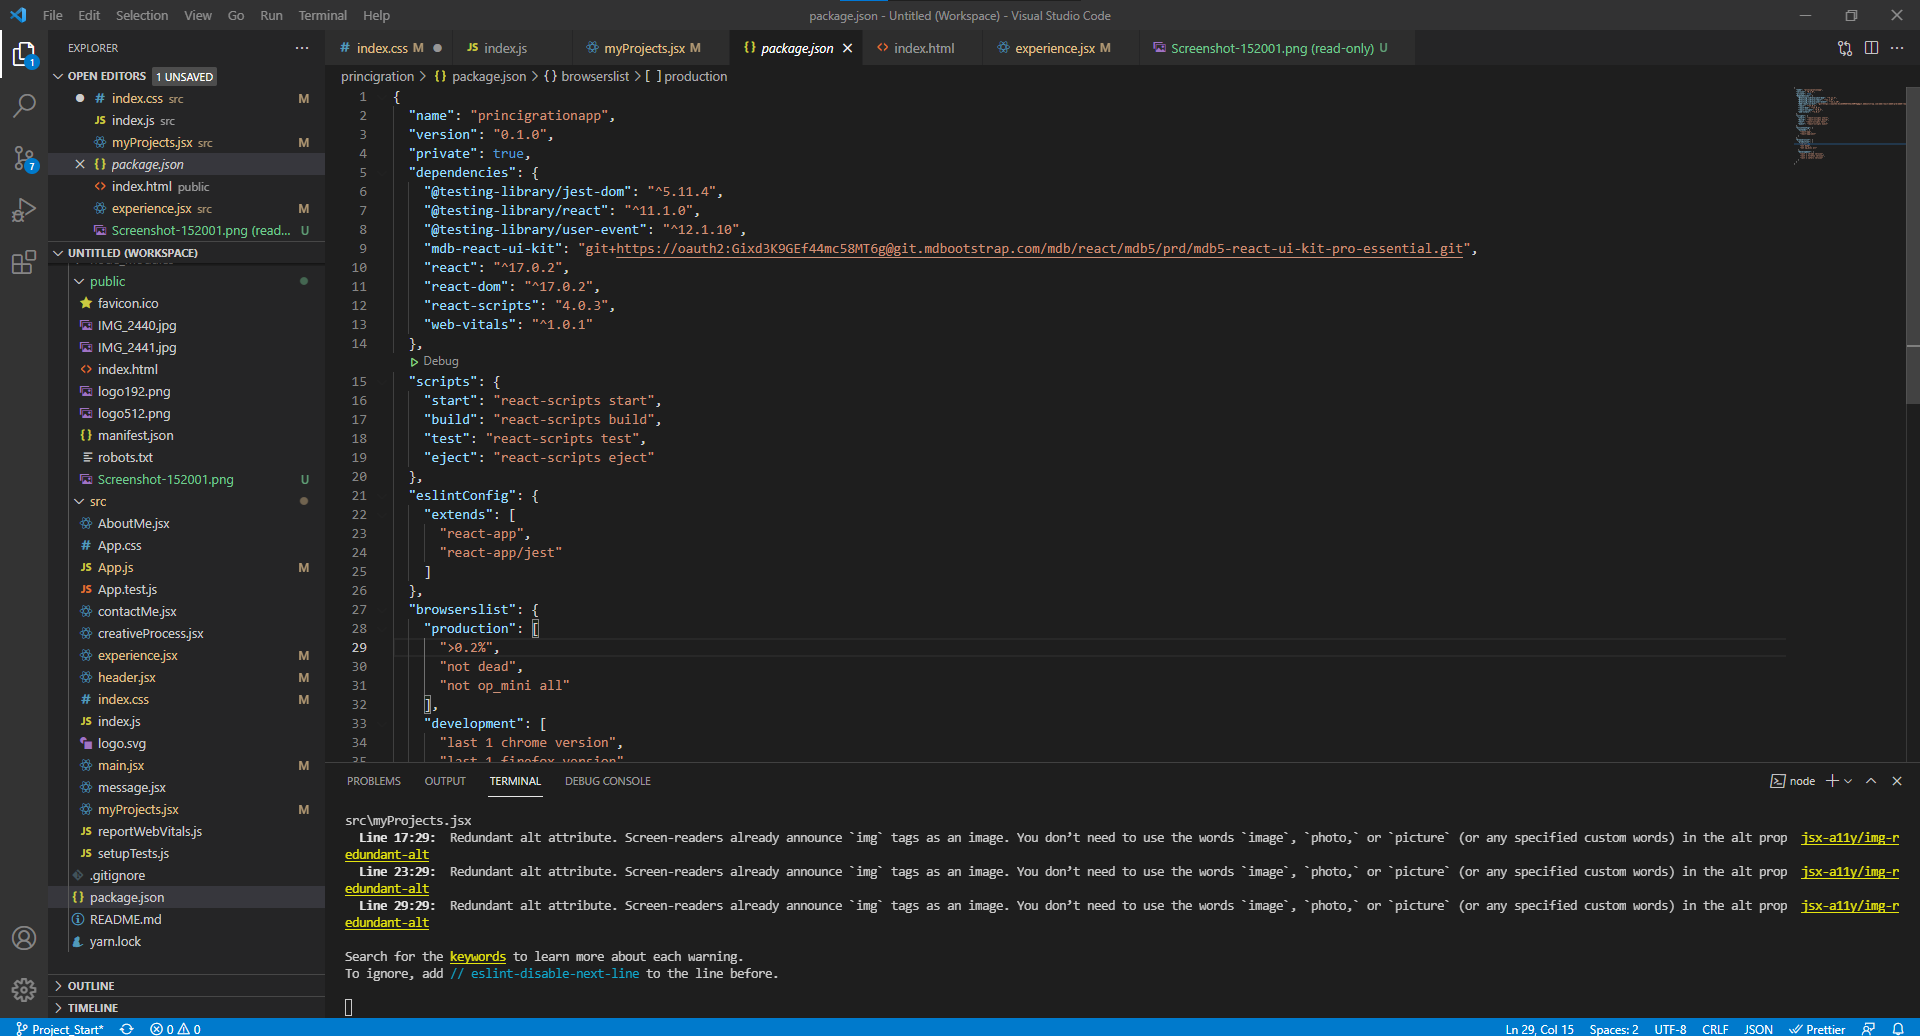 File Edit Selection View Go Run Terminal Help
package.json - Untitled (Workspace) - Visual Studio Code
EXPLORER
OPEN EDITORS 1 UNSAVED
# index.css src M
JS index.js src
myProjects.jsx src M
{} package.json
<> index.html public
experience.jsx src M
Screenshot-152001.png (read... U
UNTITLED (WORKSPACE)
public
favicon.ico
IMG_2440.jpg
IMG_2441.jpg
<> index.html
logo192.png
logo512.png
{} manifest.json
robots.txt
Screenshot-152001.png U
src
AboutMe.jsx
# App.css
JS App.js M
JS App.test.js
contactMe.jsx
creativeProcess.jsx
experience.jsx M
header.jsx M
# index.css M
JS index.js
logo.svg
main.jsx M
message.jsx
myProjects.jsx M
JS reportWebVitals.js
JS setupTests.js
.gitignore
{} package.json
README.md
yarn.lock
OUTLINE
TIMELINE
1
7
# index.css M JS index.js myProjects.jsx M {} package.json <> index.html experience.jsx M Screenshot-152001.png (read-only) U
princigration > {} package.json > {} browserslist > [ ] production
1 {
2 "name": "princigrationapp",
3 "version": "0.1.0",
4 "private": true,
5 "dependencies": {
6 "@testing-library/jest-dom": "^5.11.4",
7 "@testing-library/react": "^11.1.0",
8 "@testing-library/user-event": "^12.1.10",
9 "mdb-react-ui-kit": "git+https://oauth2:Gixd3K9GEf44mc58MT6g@git.mdbootstrap.com/mdb/react/mdb5/prd/mdb5-react-ui-kit-pro-essential.git",
10 "react": "^17.0.2",
11 "react-dom": "^17.0.2",
12 "react-scripts": "4.0.3",
13 "web-vitals": "^1.0.1"
14 },
Debug
15 "scripts": {
16 "start": "react-scripts start",
17 "build": "react-scripts build",
18 "test": "react-scripts test",
19 "eject": "react-scripts eject"
20 },
21 "eslintConfig": {
22 "extends": [
23 "react-app",
24 "react-app/jest"
25 ]
26 },
27 "browserslist": {
28 "production": [
29 ">0.2%",
30 "not dead",
31 "not op_mini all"
32 ],
33 "development": [
34 "last 1 chrome version",
35 "last 1 firefox version"
PROBLEMS OUTPUT TERMINAL DEBUG CONSOLE
node
src\myProjects.jsx
Line 17:29: Redundant alt attribute. Screen-readers already announce `img` tags as an image. You don't need to use the words `image`, `photo,` or `picture` (or any specified custom words) in the alt prop jsx-a11y/img-r
edundant-alt
Line 23:29: Redundant alt attribute. Screen-readers already announce `img` tags as an image. You don't need to use the words `image`, `photo,` or `picture` (or any specified custom words) in the alt prop jsx-a11y/img-r
edundant-alt
Line 29:29: Redundant alt attribute. Screen-readers already announce `img` tags as an image. You don't need to use the words `image`, `photo,` or `picture` (or any specified custom words) in the alt prop jsx-a11y/img-r
edundant-alt
Search for the keywords to learn more about each warning.
To ignore, add // eslint-disable-next-line to the line before.
Project_Start* 0 0 Ln 29, Col 15 Spaces: 2 UTF-8 CRLF JSON Prettier